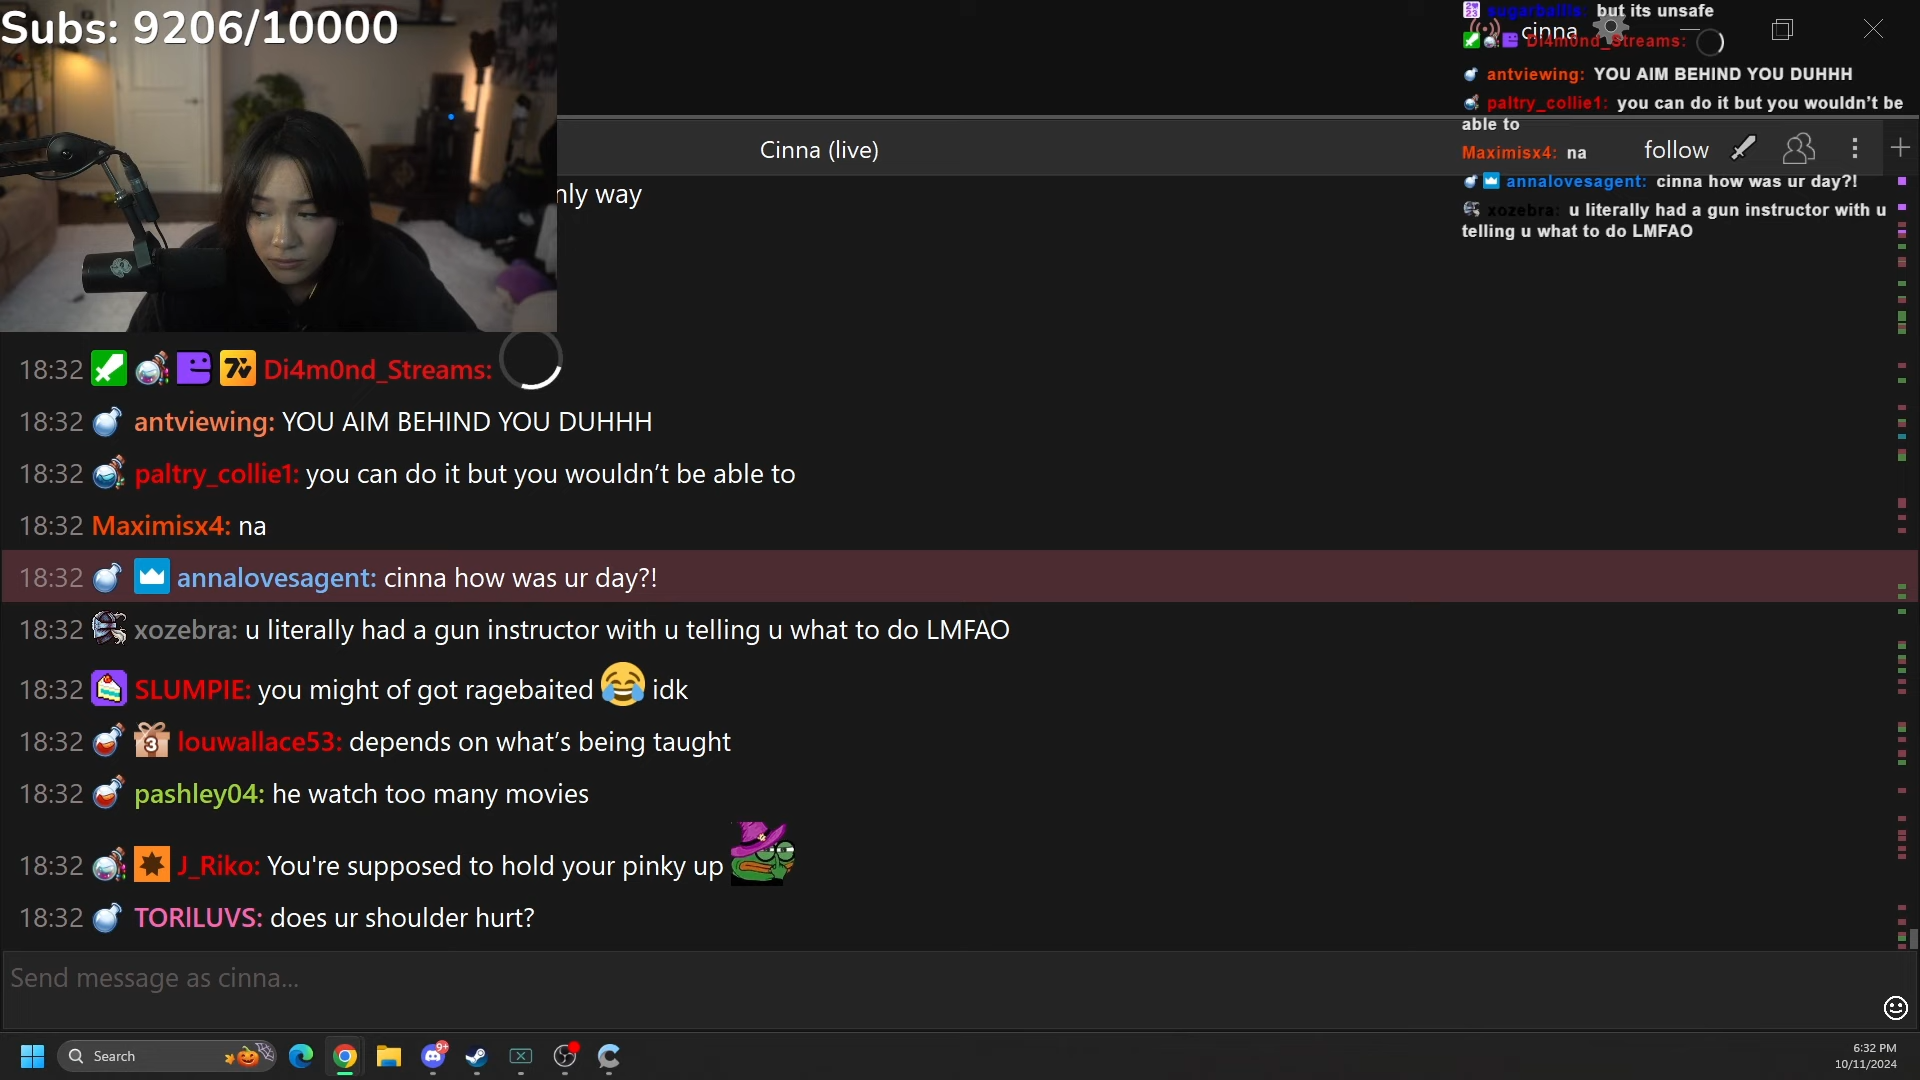 Subs: 9206/10000
cinna
sugarballls: but its unsafe
Di4m0nd_Streams:
antviewing: YOU AIM BEHIND YOU DUHHH
paltry_collie1: you can do it but you wouldn't be
able to
Maximisx4: na
annalovesagent: cinna how was ur day?!
xozebra: u literally had a gun instructor with u
telling u what to do LMFAO
Cinna (live)
follow
nly way
18:32 Di4m0nd_Streams:
18:32 antviewing: YOU AIM BEHIND YOU DUHHH
18:32 paltry_collie1: you can do it but you wouldn't be able to
18:32 Maximisx4: na
18:32 annalovesagent: cinna how was ur day?!
18:32 xozebra: u literally had a gun instructor with u telling u what to do LMFAO
18:32 SLUMPIE: you might of got ragebaited 😂 idk
18:32 3 louwallace53: depends on what's being taught
18:32 pashley04: he watch too many movies
18:32 J_Riko: You're supposed to hold your pinky up
18:32 TORlLUVS: does ur shoulder hurt?
Send message as cinna...
Search
9+
6:32 PM
10/11/2024